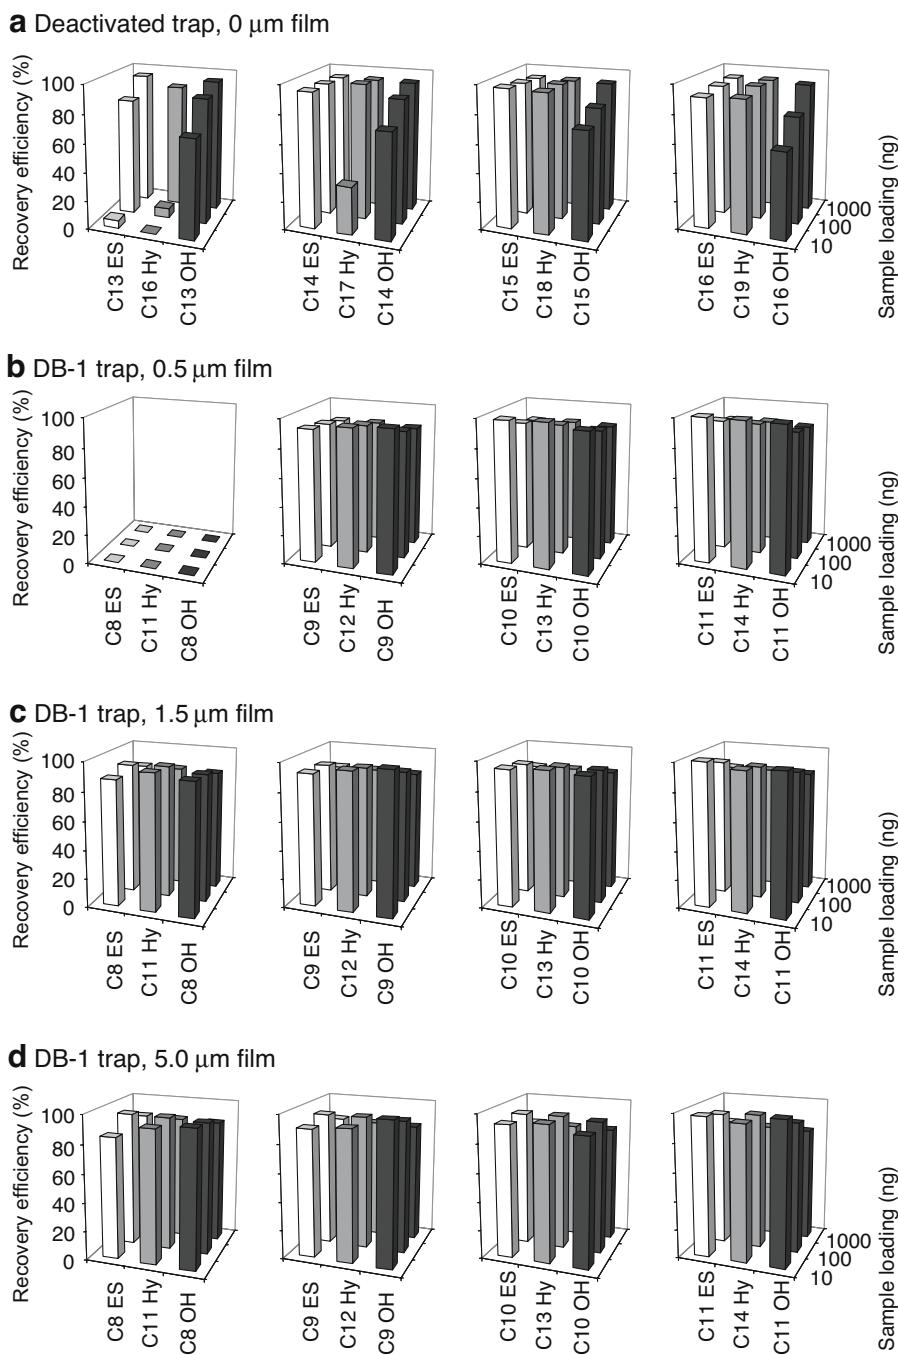 a Deactivated trap, 0 µm film
Recovery efficiency (%)
100
80
60
40
20
0
C13 ES
C16 Hy
C13 OH
C14 ES
C17 Hy
C14 OH
C15 ES
C18 Hy
C15 OH
C16 ES
C19 Hy
C16 OH
1000
100
10
Sample loading (ng)
b DB-1 trap, 0.5 µm film
Recovery efficiency (%)
100
80
60
40
20
0
C8 ES
C11 Hy
C8 OH
C9 ES
C12 Hy
C9 OH
C10 ES
C13 Hy
C10 OH
C11 ES
C14 Hy
C11 OH
1000
100
10
Sample loading (ng)
c DB-1 trap, 1.5 µm film
Recovery efficiency (%)
100
80
60
40
20
0
C8 ES
C11 Hy
C8 OH
C9 ES
C12 Hy
C9 OH
C10 ES
C13 Hy
C10 OH
C11 ES
C14 Hy
C11 OH
1000
100
10
Sample loading (ng)
d DB-1 trap, 5.0 µm film
Recovery efficiency (%)
100
80
60
40
20
0
C8 ES
C11 Hy
C8 OH
C9 ES
C12 Hy
C9 OH
C10 ES
C13 Hy
C10 OH
C11 ES
C14 Hy
C11 OH
1000
100
10
Sample loading (ng)